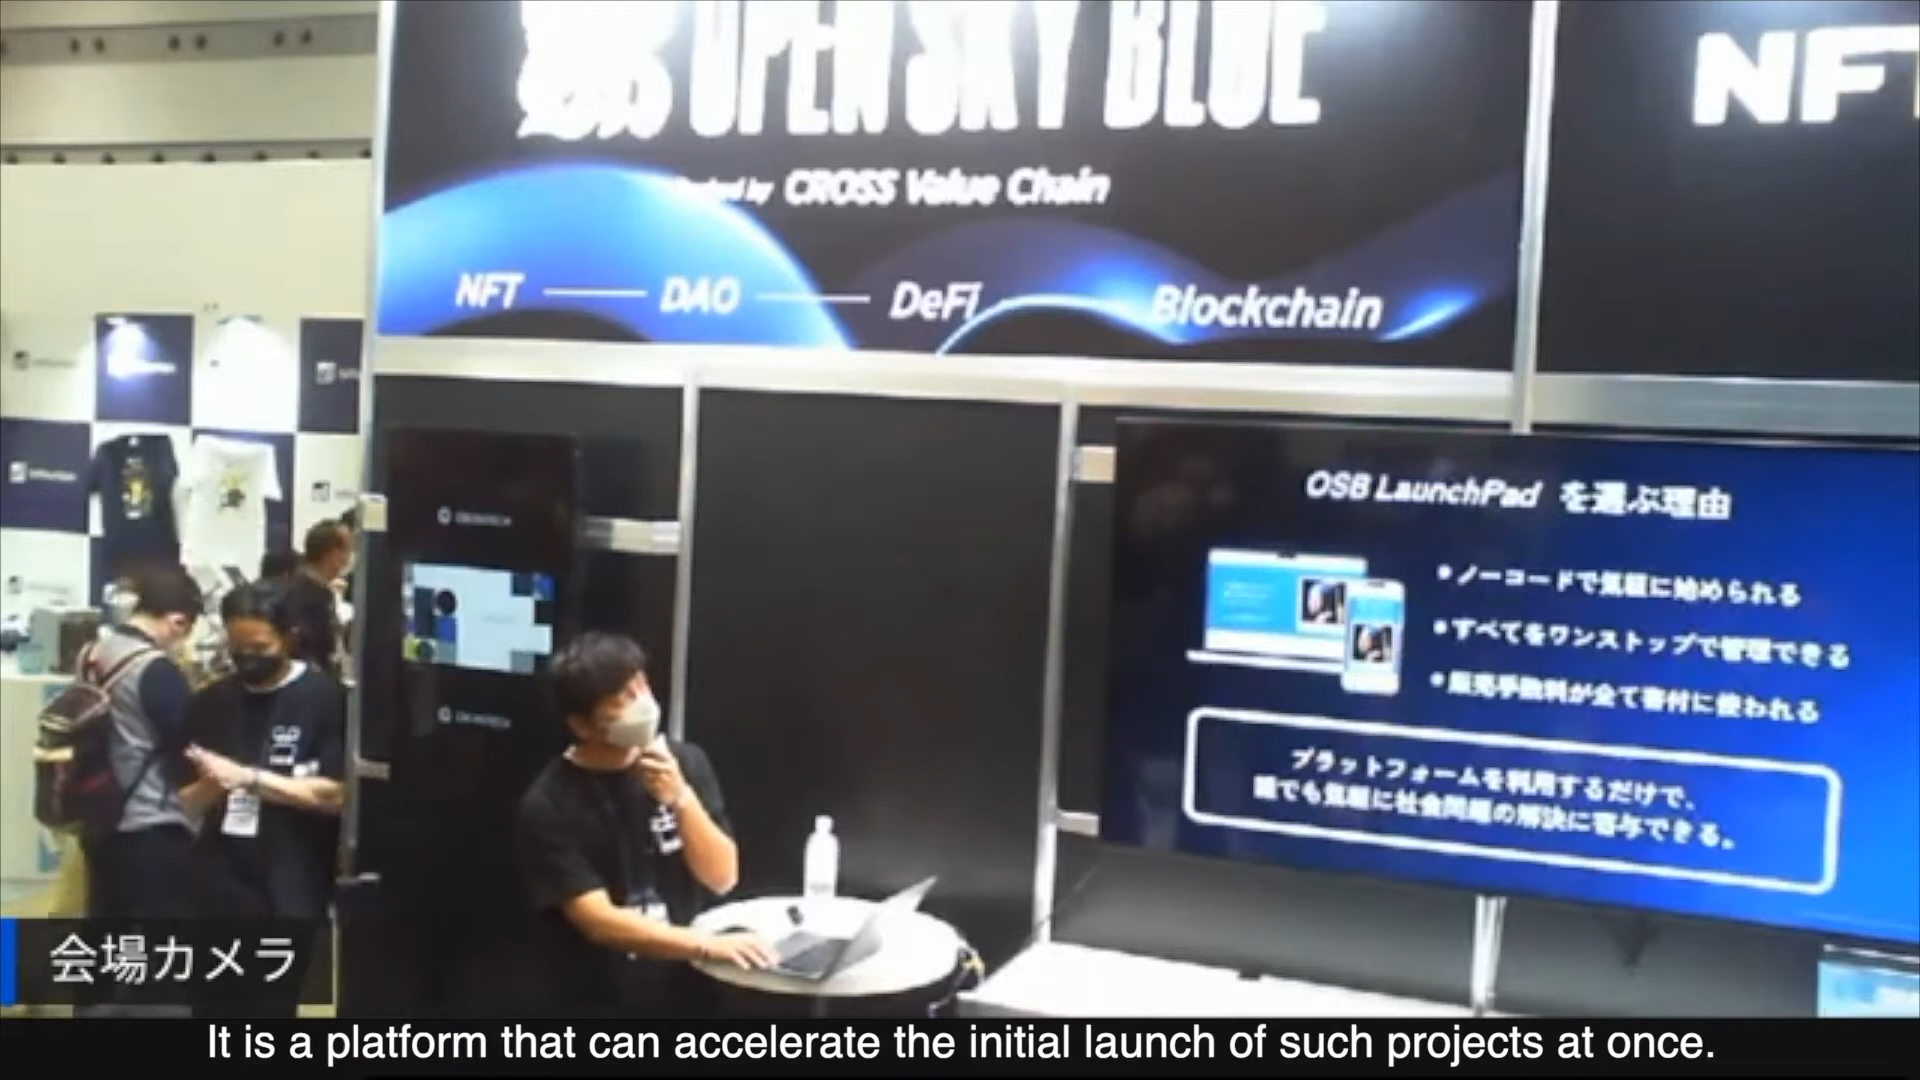 OPEN SKY BLUE
by CROSS Value Chain
NFT
DAO
DeFi
Blockchain
NFT
OSB LaunchPad を選ぶ理由
•ノーコードで気軽に始められる
•すべてをワンストップで管理できる
•販売手数料が全て寄付に使われる
プラットフォームを利用するだけで、
誰でも気軽に社会問題の解決に寄与できる。
会場カメラ
It is a platform that can accelerate the initial launch of such projects at once.